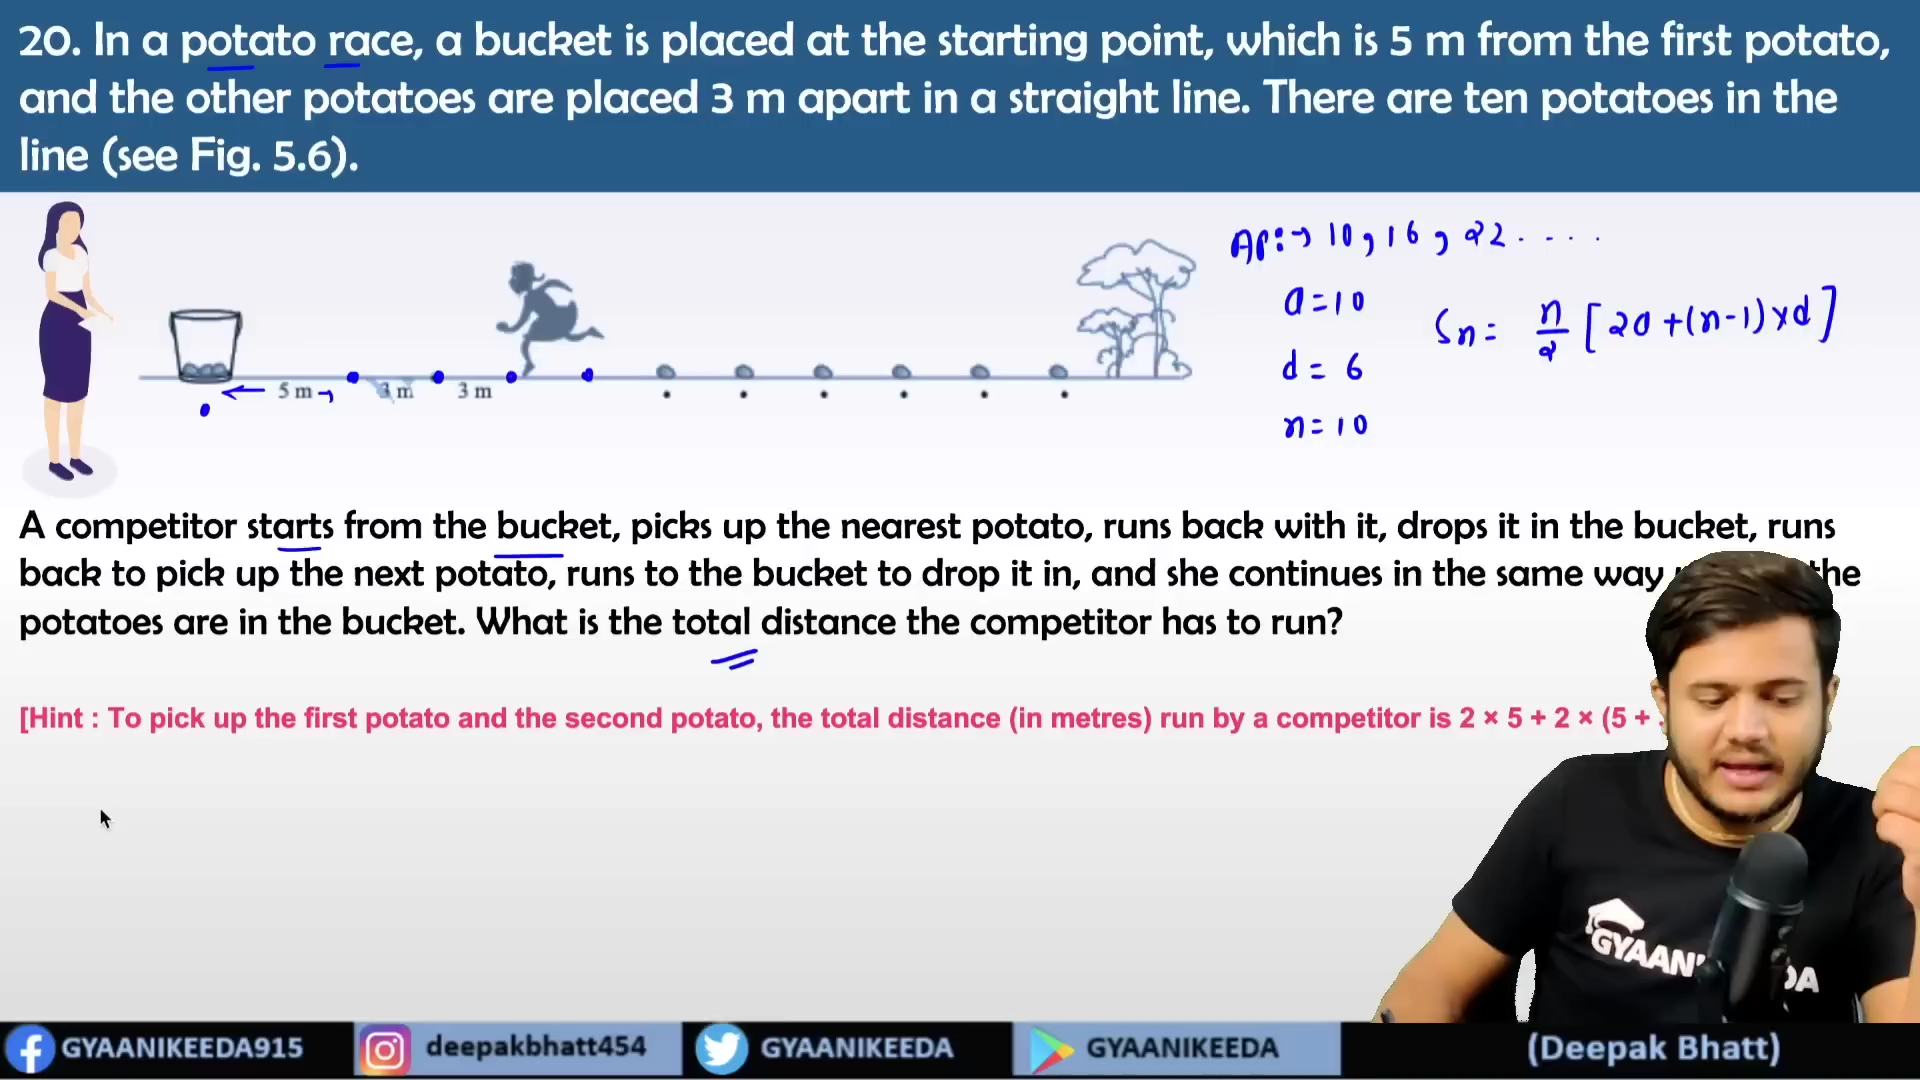 20. In a potato race, a bucket is placed at the starting point, which is 5 m from the first potato,
and the other potatoes are placed 3 m apart in a straight line. There are ten potatoes in the
line (see Fig. 5.6).
AP:→ 10, 16, 22 . . . . .
a = 10
Sn = n/2 [2a + (n-1) × d]
d = 6
5 m
3 m
3 m
n = 10
A competitor starts from the bucket, picks up the nearest potato, runs back with it, drops it in the bucket, runs
back to pick up the next potato, runs to the bucket to drop it in, and she continues in the same way the
potatoes are in the bucket. What is the total distance the competitor has to run?
[Hint : To pick up the first potato and the second potato, the total distance (in metres) run by a competitor is 2 × 5 + 2 × (5 +
GYAANI DA
GYAANIKEEDA915
deepakbhatt454
GYAANIKEEDA
GYAANIKEEDA
(Deepak Bhatt)